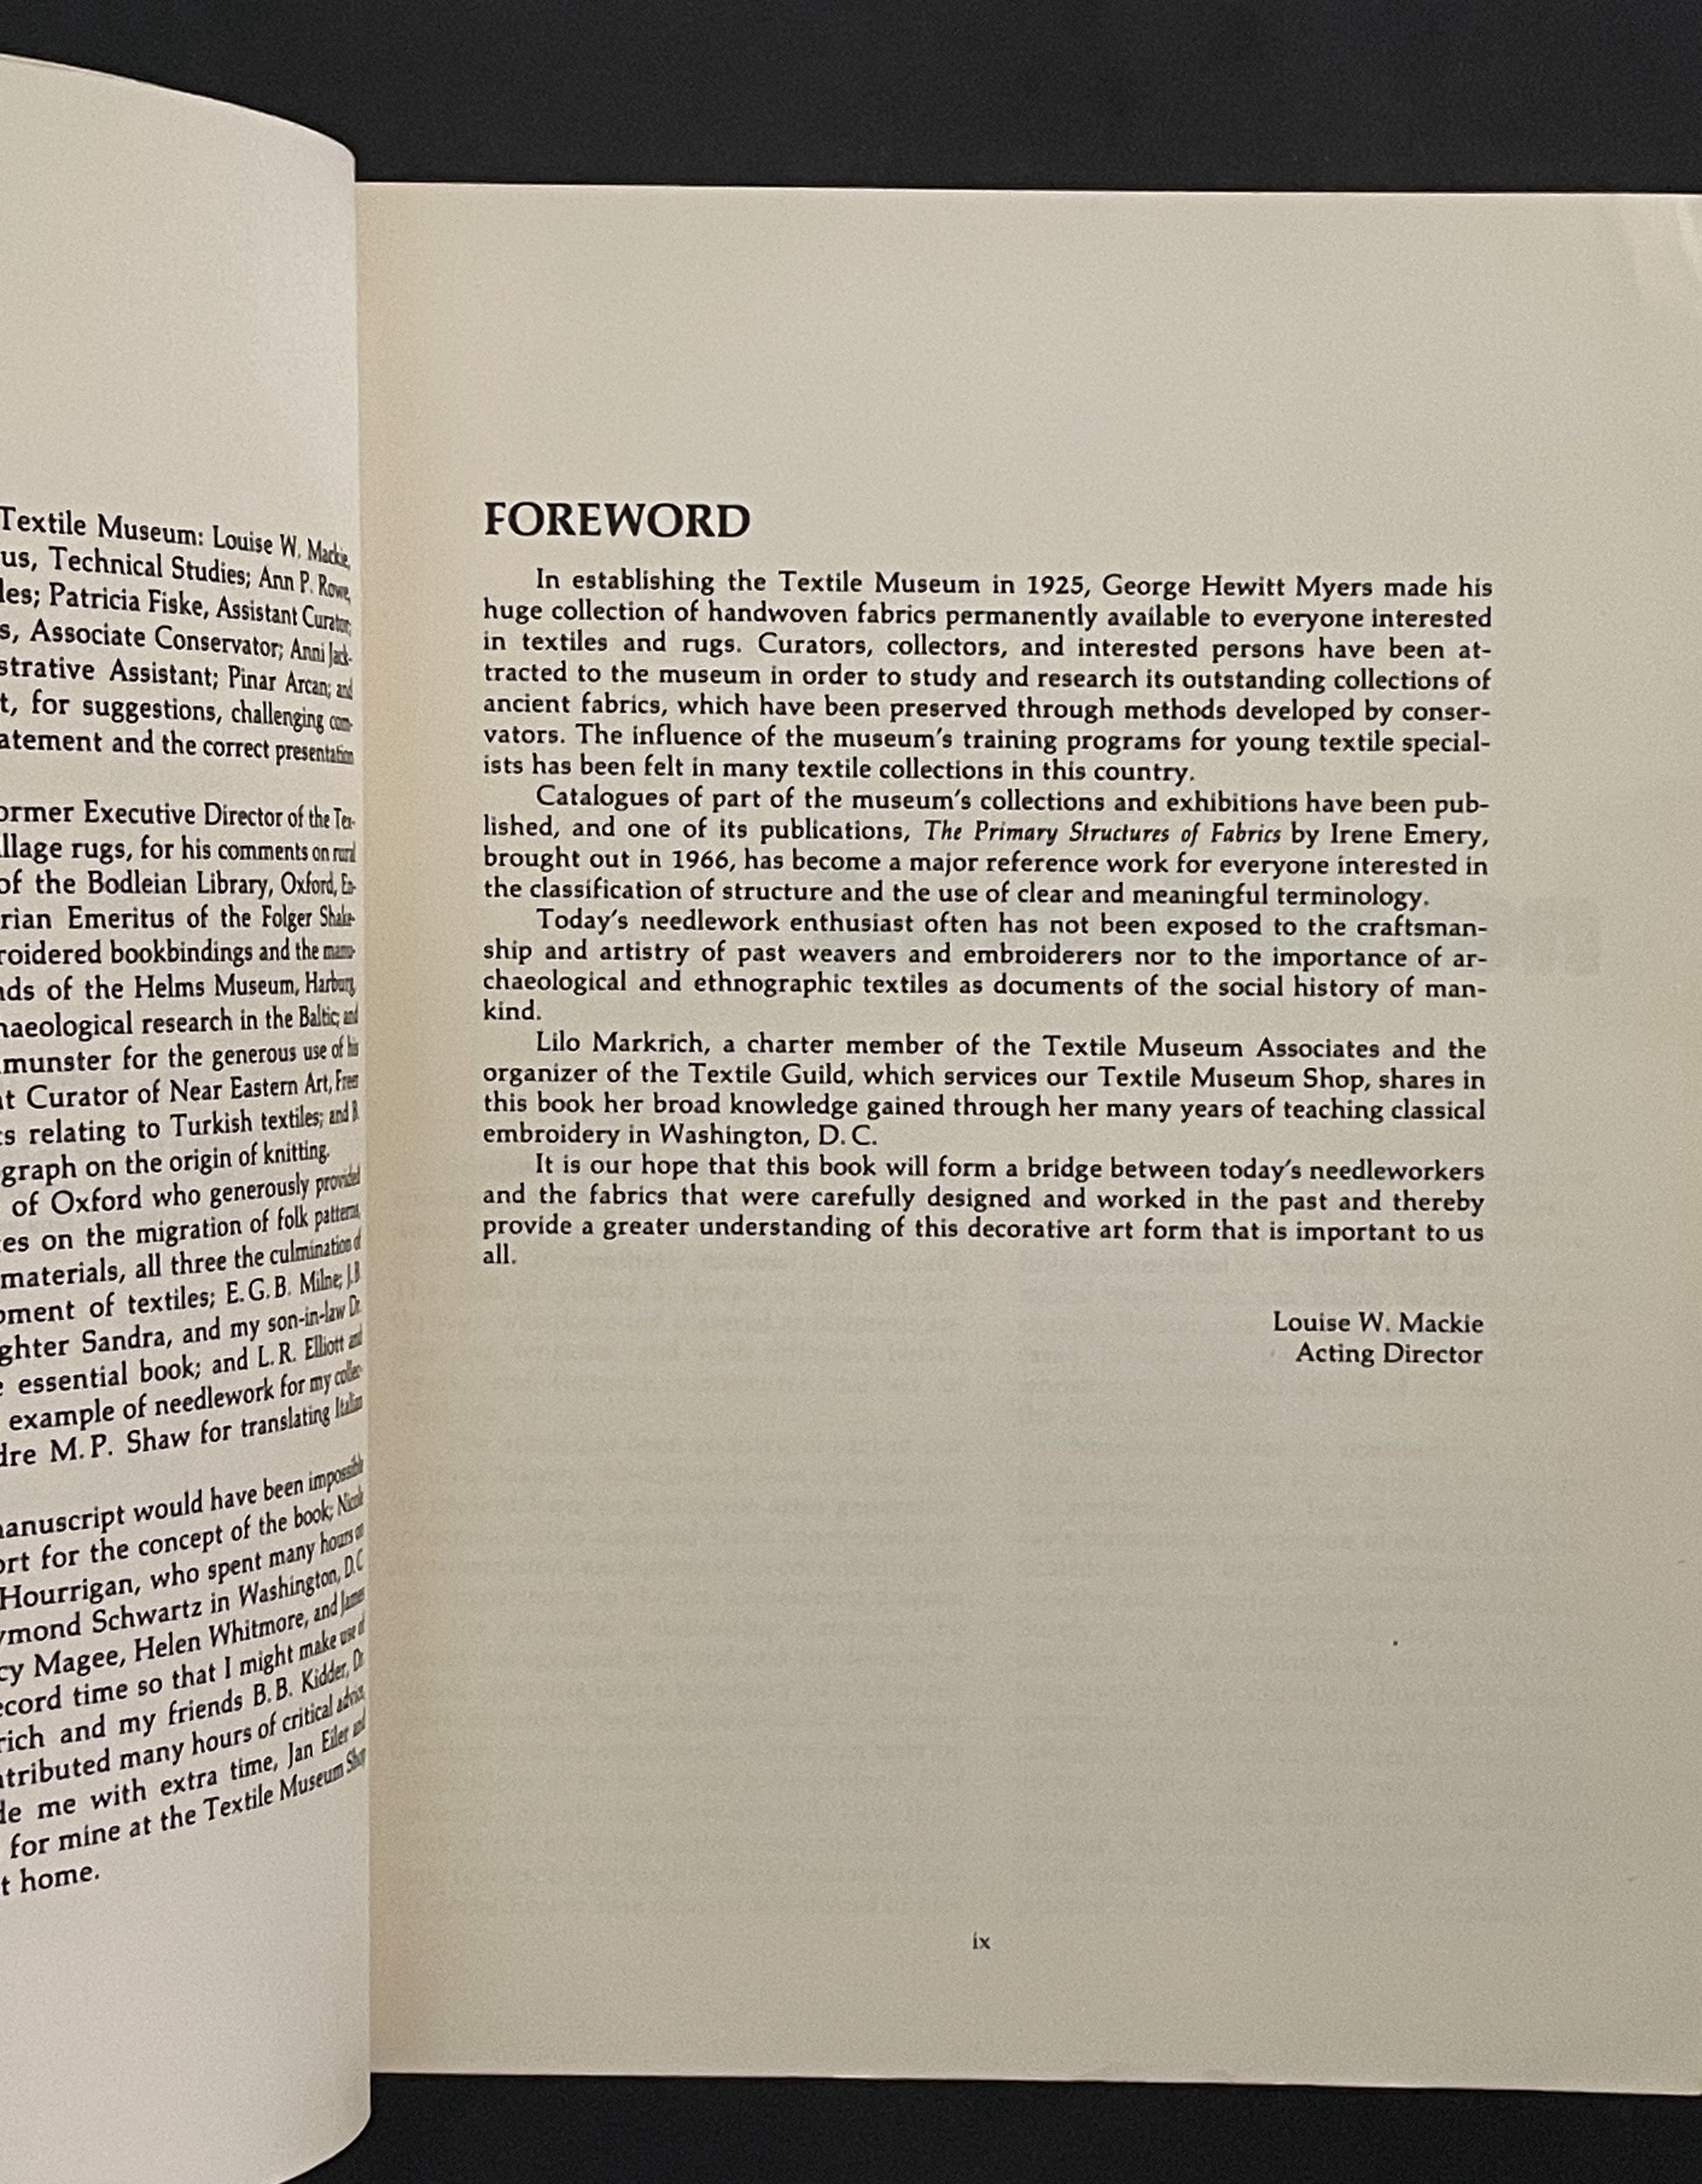 Textile Museum: Louise W. Mackie,
us, Technical Studies; Ann P. Rowe,
les; Patricia Fiske, Assistant Curator;
s, Associate Conservator; Anni Jack-
strative Assistant; Pinar Arcan; and
t, for suggestions, challenging com-
atement and the correct presentation
ormer Executive Director of the Tex-
llage rugs, for his comments on rural
of the Bodleian Library, Oxford, En-
rian Emeritus of the Folger Shake-
roidered bookbindings and the manu-
nds of the Helms Museum, Harburg,
haeological research in the Baltic; and
munster for the generous use of his
nt Curator of Near Eastern Art, Freer
ts relating to Turkish textiles; and B.
graph on the origin of knitting.
of Oxford who generously provided
es on the migration of folk patterns,
materials, all three the culmination of
pment of textiles; E.G.B. Milne; J.B.
ghter Sandra, and my son-in-law Dr.
e essential book; and L.R. Elliott and
example of needlework for my collec-
dre M.P. Shaw for translating Italian
nanuscript would have been impossible
ort for the concept of the book; Nicole
Hourrigan, who spent many hours on
ymond Schwartz in Washington, D.C.
cy Magee, Helen Whitmore, and James
ecord time so that I might make use of
rich and my friends B.B. Kidder, Dr.
ntributed many hours of critical advice,
de me with extra time, Jan Eiler and
for mine at the Textile Museum Shop
t home.
FOREWORD
In establishing the Textile Museum in 1925, George Hewitt Myers made his
huge collection of handwoven fabrics permanently available to everyone interested
in textiles and rugs. Curators, collectors, and interested persons have been at-
tracted to the museum in order to study and research its outstanding collections of
ancient fabrics, which have been preserved through methods developed by conser-
vators. The influence of the museum's training programs for young textile special-
ists has been felt in many textile collections in this country.
Catalogues of part of the museum's collections and exhibitions have been pub-
lished, and one of its publications, The Primary Structures of Fabrics by Irene Emery,
brought out in 1966, has become a major reference work for everyone interested in
the classification of structure and the use of clear and meaningful terminology.
Today's needlework enthusiast often has not been exposed to the craftsman-
ship and artistry of past weavers and embroiderers nor to the importance of ar-
chaeological and ethnographic textiles as documents of the social history of man-
kind.
Lilo Markrich, a charter member of the Textile Museum Associates and the
organizer of the Textile Guild, which services our Textile Museum Shop, shares in
this book her broad knowledge gained through her many years of teaching classical
embroidery in Washington, D.C.
It is our hope that this book will form a bridge between today's needleworkers
and the fabrics that were carefully designed and worked in the past and thereby
provide a greater understanding of this decorative art form that is important to us
all.
Louise W. Mackie
Acting Director
ix